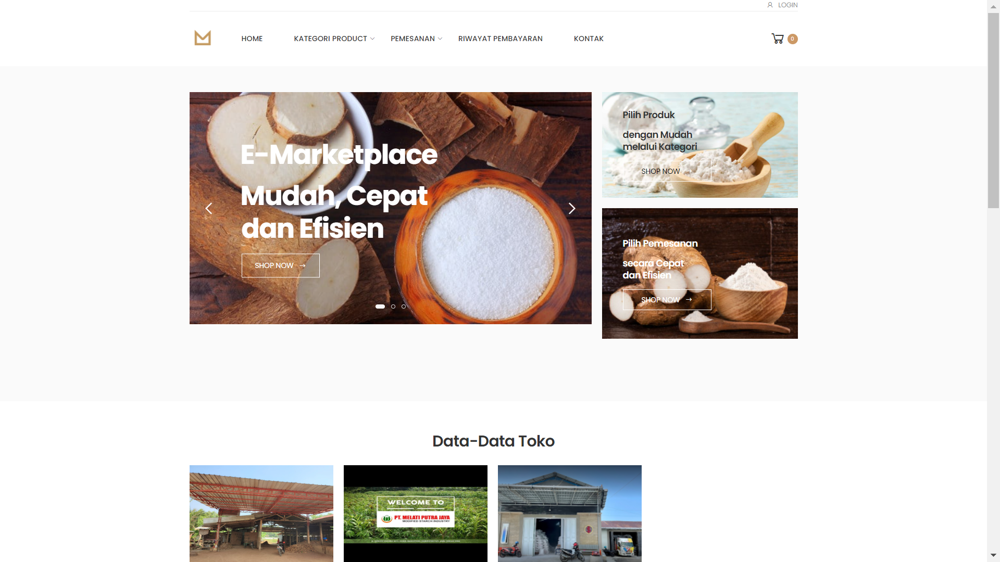 LOGIN
HOME
KATEGORI PRODUCT
PEMESANAN
RIWAYAT PEMBAYARAN
KONTAK
0
E-Marketplace
Mudah, Cepat
dan Efisien
SHOP NOW
Pilih Produk
dengan Mudah
melalui Kategori
SHOP NOW
Pilih Pemesanan
secara Cepat
dan Efisien
SHOP NOW
Data-Data Toko
WELCOME TO
PT. MELATI PUTRA JAYA
MODIFIED STARCH INDUSTRY